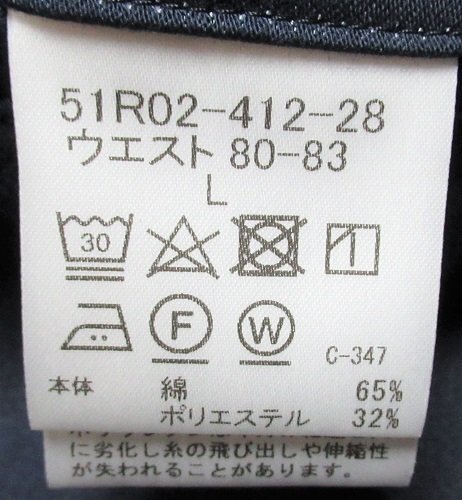 51R02-412-28
ウエスト 80-83
L
30
F W C-347
本体 綿 65%
ポリエステル 32%
に劣化し糸の飛び出しや伸縮性
が失われることがあります。